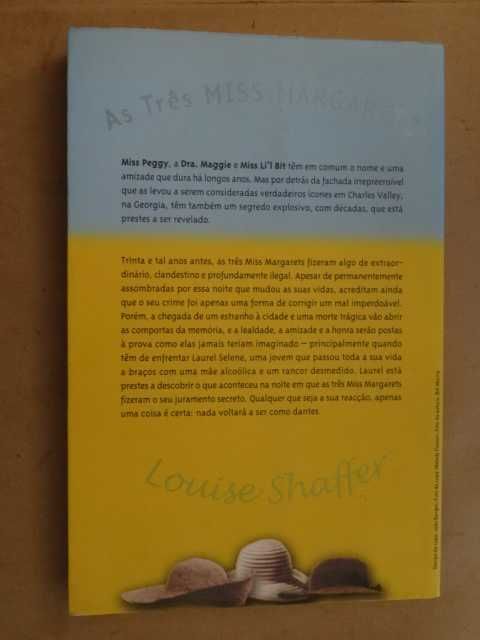 As Três MISS MARGARETS
Miss Peggy, a Dra. Maggie e Miss Li'l Bit têm em comum o nome e uma
amizade que dura há longos anos. Mas por detrás da fachada irrepreensível
que as levou a serem consideradas verdadeiros ícones em Charles Valley,
na Georgia, têm também um segredo explosivo, com décadas, que está
prestes a ser revelado.
Trinta e tal anos antes, as três Miss Margarets fizeram algo de extraor-
dinário, clandestino e profundamente ilegal. Apesar de permanentemente
assombradas por essa noite que mudou as suas vidas, acreditam ainda
que o seu crime foi apenas uma forma de corrigir um mal imperdoável.
Porém, a chegada de um estranho à cidade e uma morte trágica vão abrir
as comportas da memória, e a lealdade, a amizade e a honra serão postas
à prova como elas jamais teriam imaginado – principalmente quando
têm de enfrentar Laurel Selene, uma jovem que passou toda a sua vida
a braços com uma mãe alcoólica e um rancor desmedido. Laurel está
prestes a descobrir o que aconteceu na noite em que as três Miss Margarets
fizeram o seu juramento secreto. Qualquer que seja a sua reacção, apenas
uma coisa é certa: nada voltará a ser como dantes.
Louise Shaffer